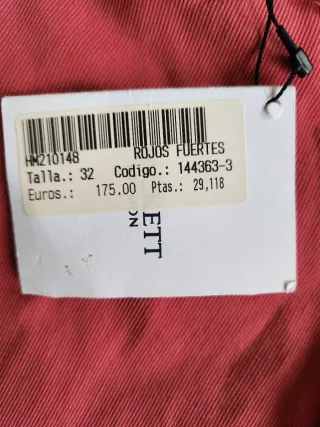 HM210148 ROJOS FUERTES
Talla.: 32 Codigo.: 144363-3
Euros.: 175.00 Ptas.: 29,118
ETT
ON